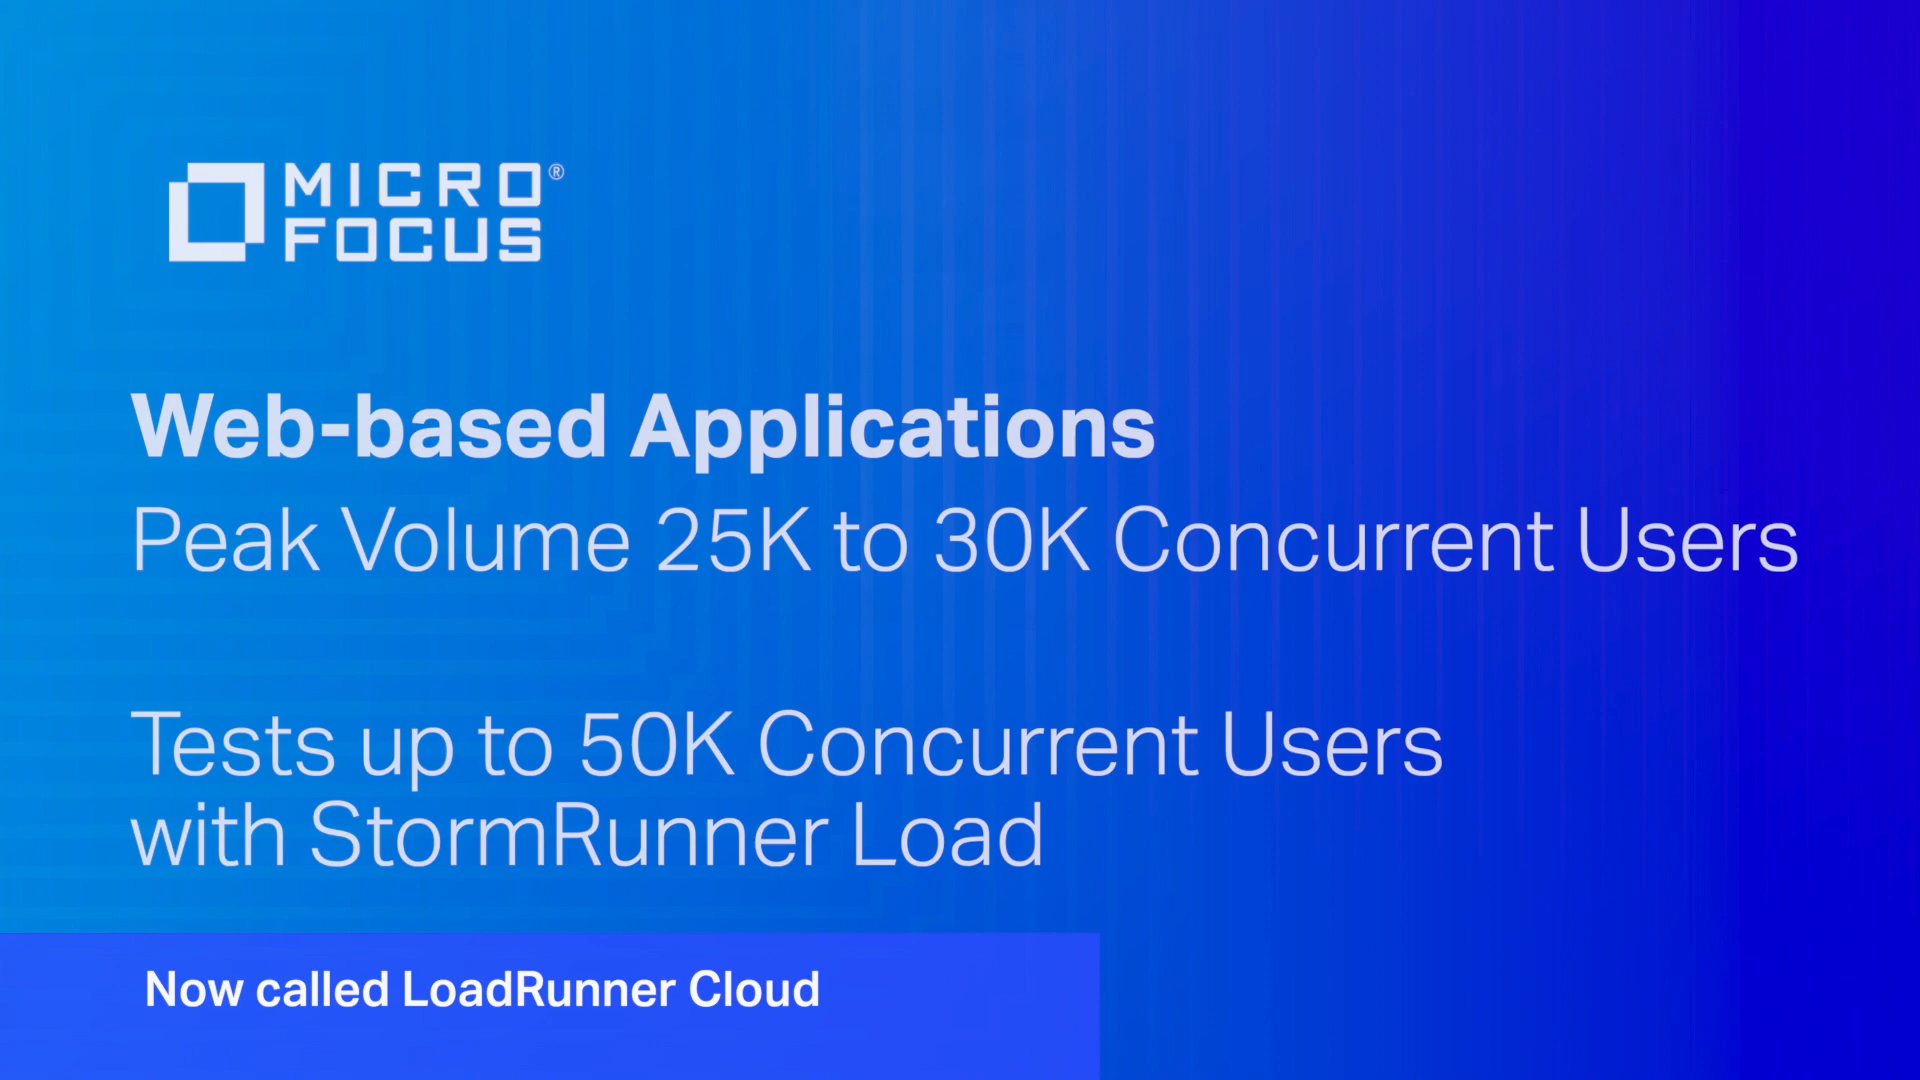 MICRO®
FOCUS
Web-based Applications
Peak Volume 25K to 30K Concurrent Users
Tests up to 50K Concurrent Users
with StormRunner Load
Now called LoadRunner Cloud